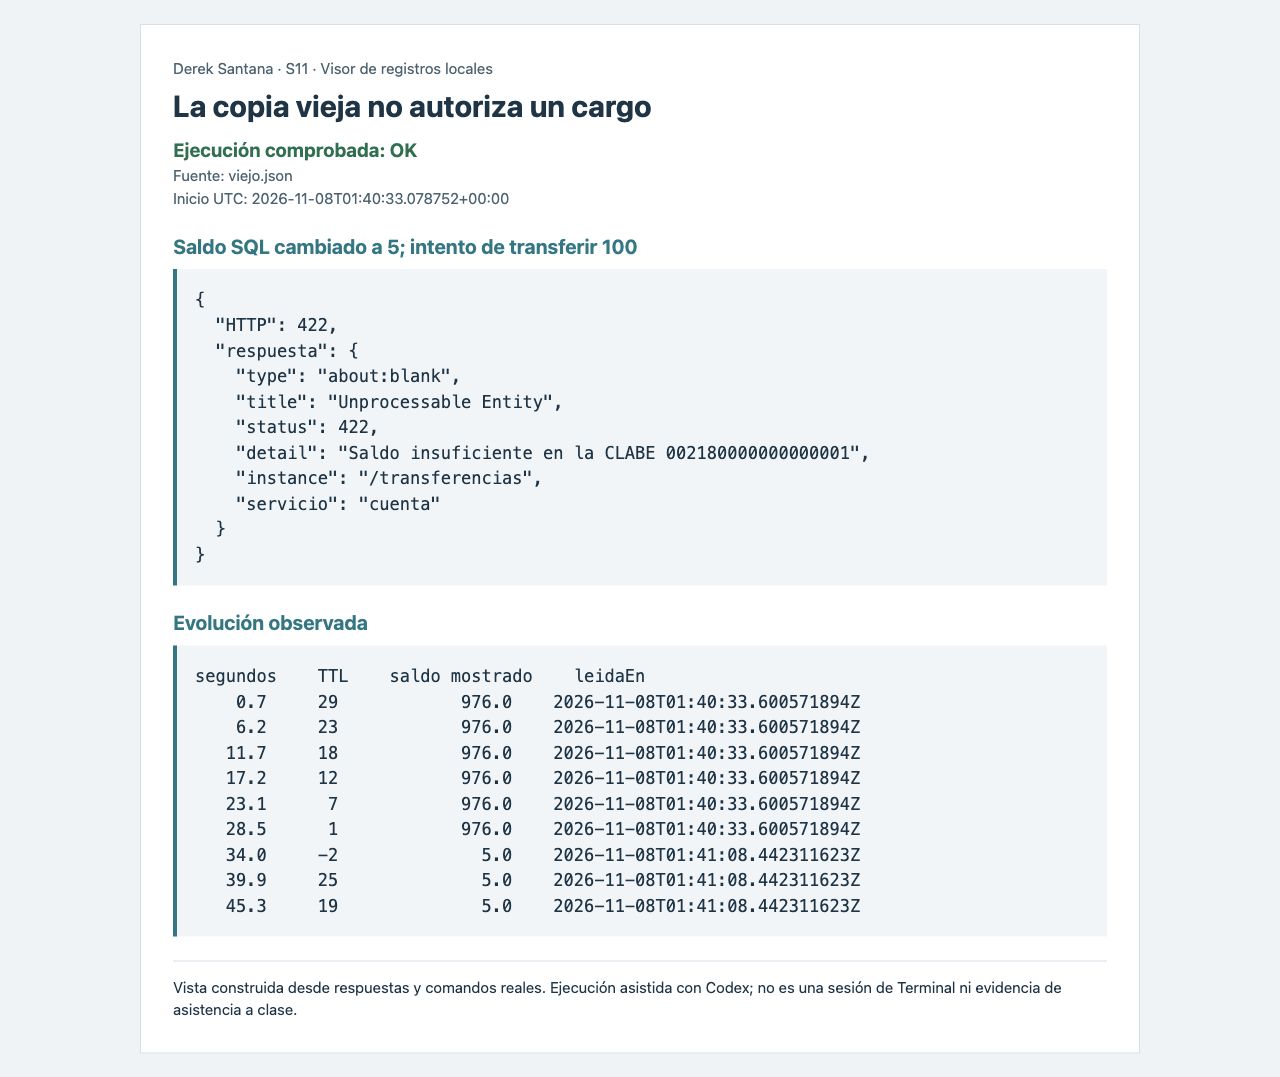 Derek Santana · S11 · Visor de registros locales
La copia vieja no autoriza un cargo
Ejecución comprobada: OK
Fuente: viejo.json
Inicio UTC: 2026-11-08T01:40:33.078752+00:00
Saldo SQL cambiado a 5; intento de transferir 100
{
  "HTTP": 422,
  "respuesta": {
    "type": "about:blank",
    "title": "Unprocessable Entity",
    "status": 422,
    "detail": "Saldo insuficiente en la CLABE 002180000000000001",
    "instance": "/transferencias",
    "servicio": "cuenta"
  }
}
Evolución observada
segundos    TTL    saldo mostrado    leidaEn
    0.7     29            976.0    2026-11-08T01:40:33.600571894Z
    6.2     23            976.0    2026-11-08T01:40:33.600571894Z
   11.7     18            976.0    2026-11-08T01:40:33.600571894Z
   17.2     12            976.0    2026-11-08T01:40:33.600571894Z
   23.1      7            976.0    2026-11-08T01:40:33.600571894Z
   28.5      1            976.0    2026-11-08T01:40:33.600571894Z
   34.0     -2              5.0    2026-11-08T01:41:08.442311623Z
   39.9     25              5.0    2026-11-08T01:41:08.442311623Z
   45.3     19              5.0    2026-11-08T01:41:08.442311623Z
Vista construida desde respuestas y comandos reales. Ejecución asistida con Codex; no es una sesión de Terminal ni evidencia de
asistencia a clase.